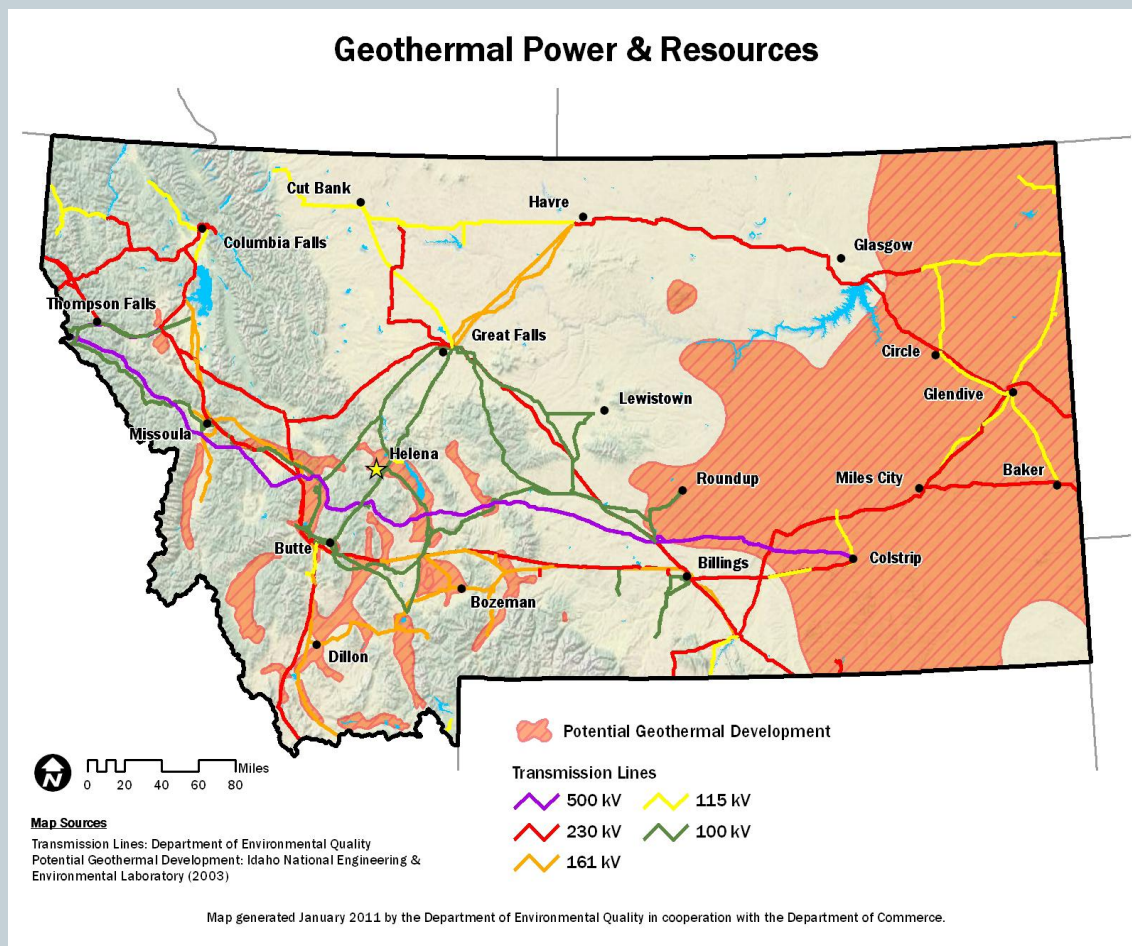 Geothermal Power & Resources
Cut Bank
Havre
Columbia Falls
Glasgow
Thompson Falls
Great Falls
Circle
Glendive
Lewistown
Missoula
Helena
Roundup
Miles City
Baker
Butte
Billings
Colstrip
Bozeman
Dillon
Potential Geothermal Development
Transmission Lines
500 kV
115 kV
230 kV
100 kV
161 kV
N
Miles
0 20 40 60 80
Map Sources
Transmission Lines: Department of Environmental Quality
Potential Geothermal Development: Idaho National Engineering &
Environmental Laboratory (2003)
Map generated January 2011 by the Department of Environmental Quality in cooperation with the Department of Commerce.